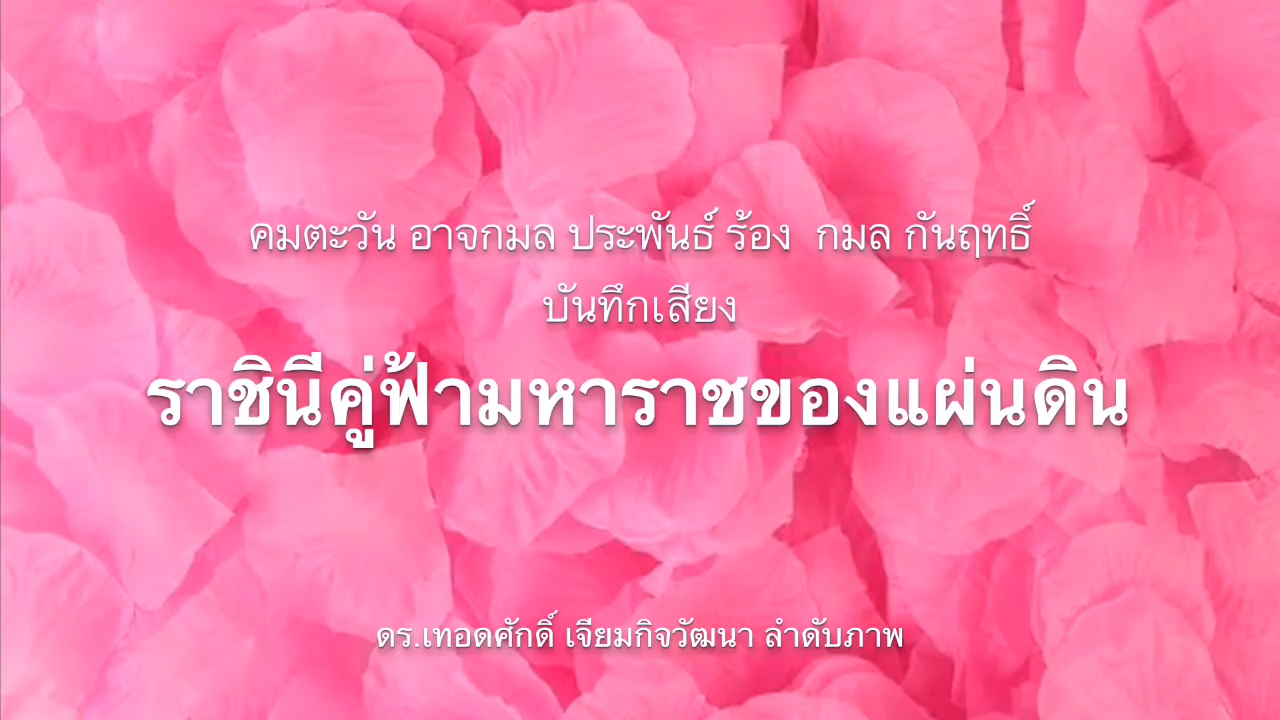 คมตะวัน อาจกมล ประพันธ์ ร้อง  กมล กันฤทธิ์
บันทึกเสียง
ราชินีคู่ฟ้ามหาราชของแผ่นดิน
ดร.เทอดศักดิ์ เจียมกิจวัฒนา ลำดับภาพ